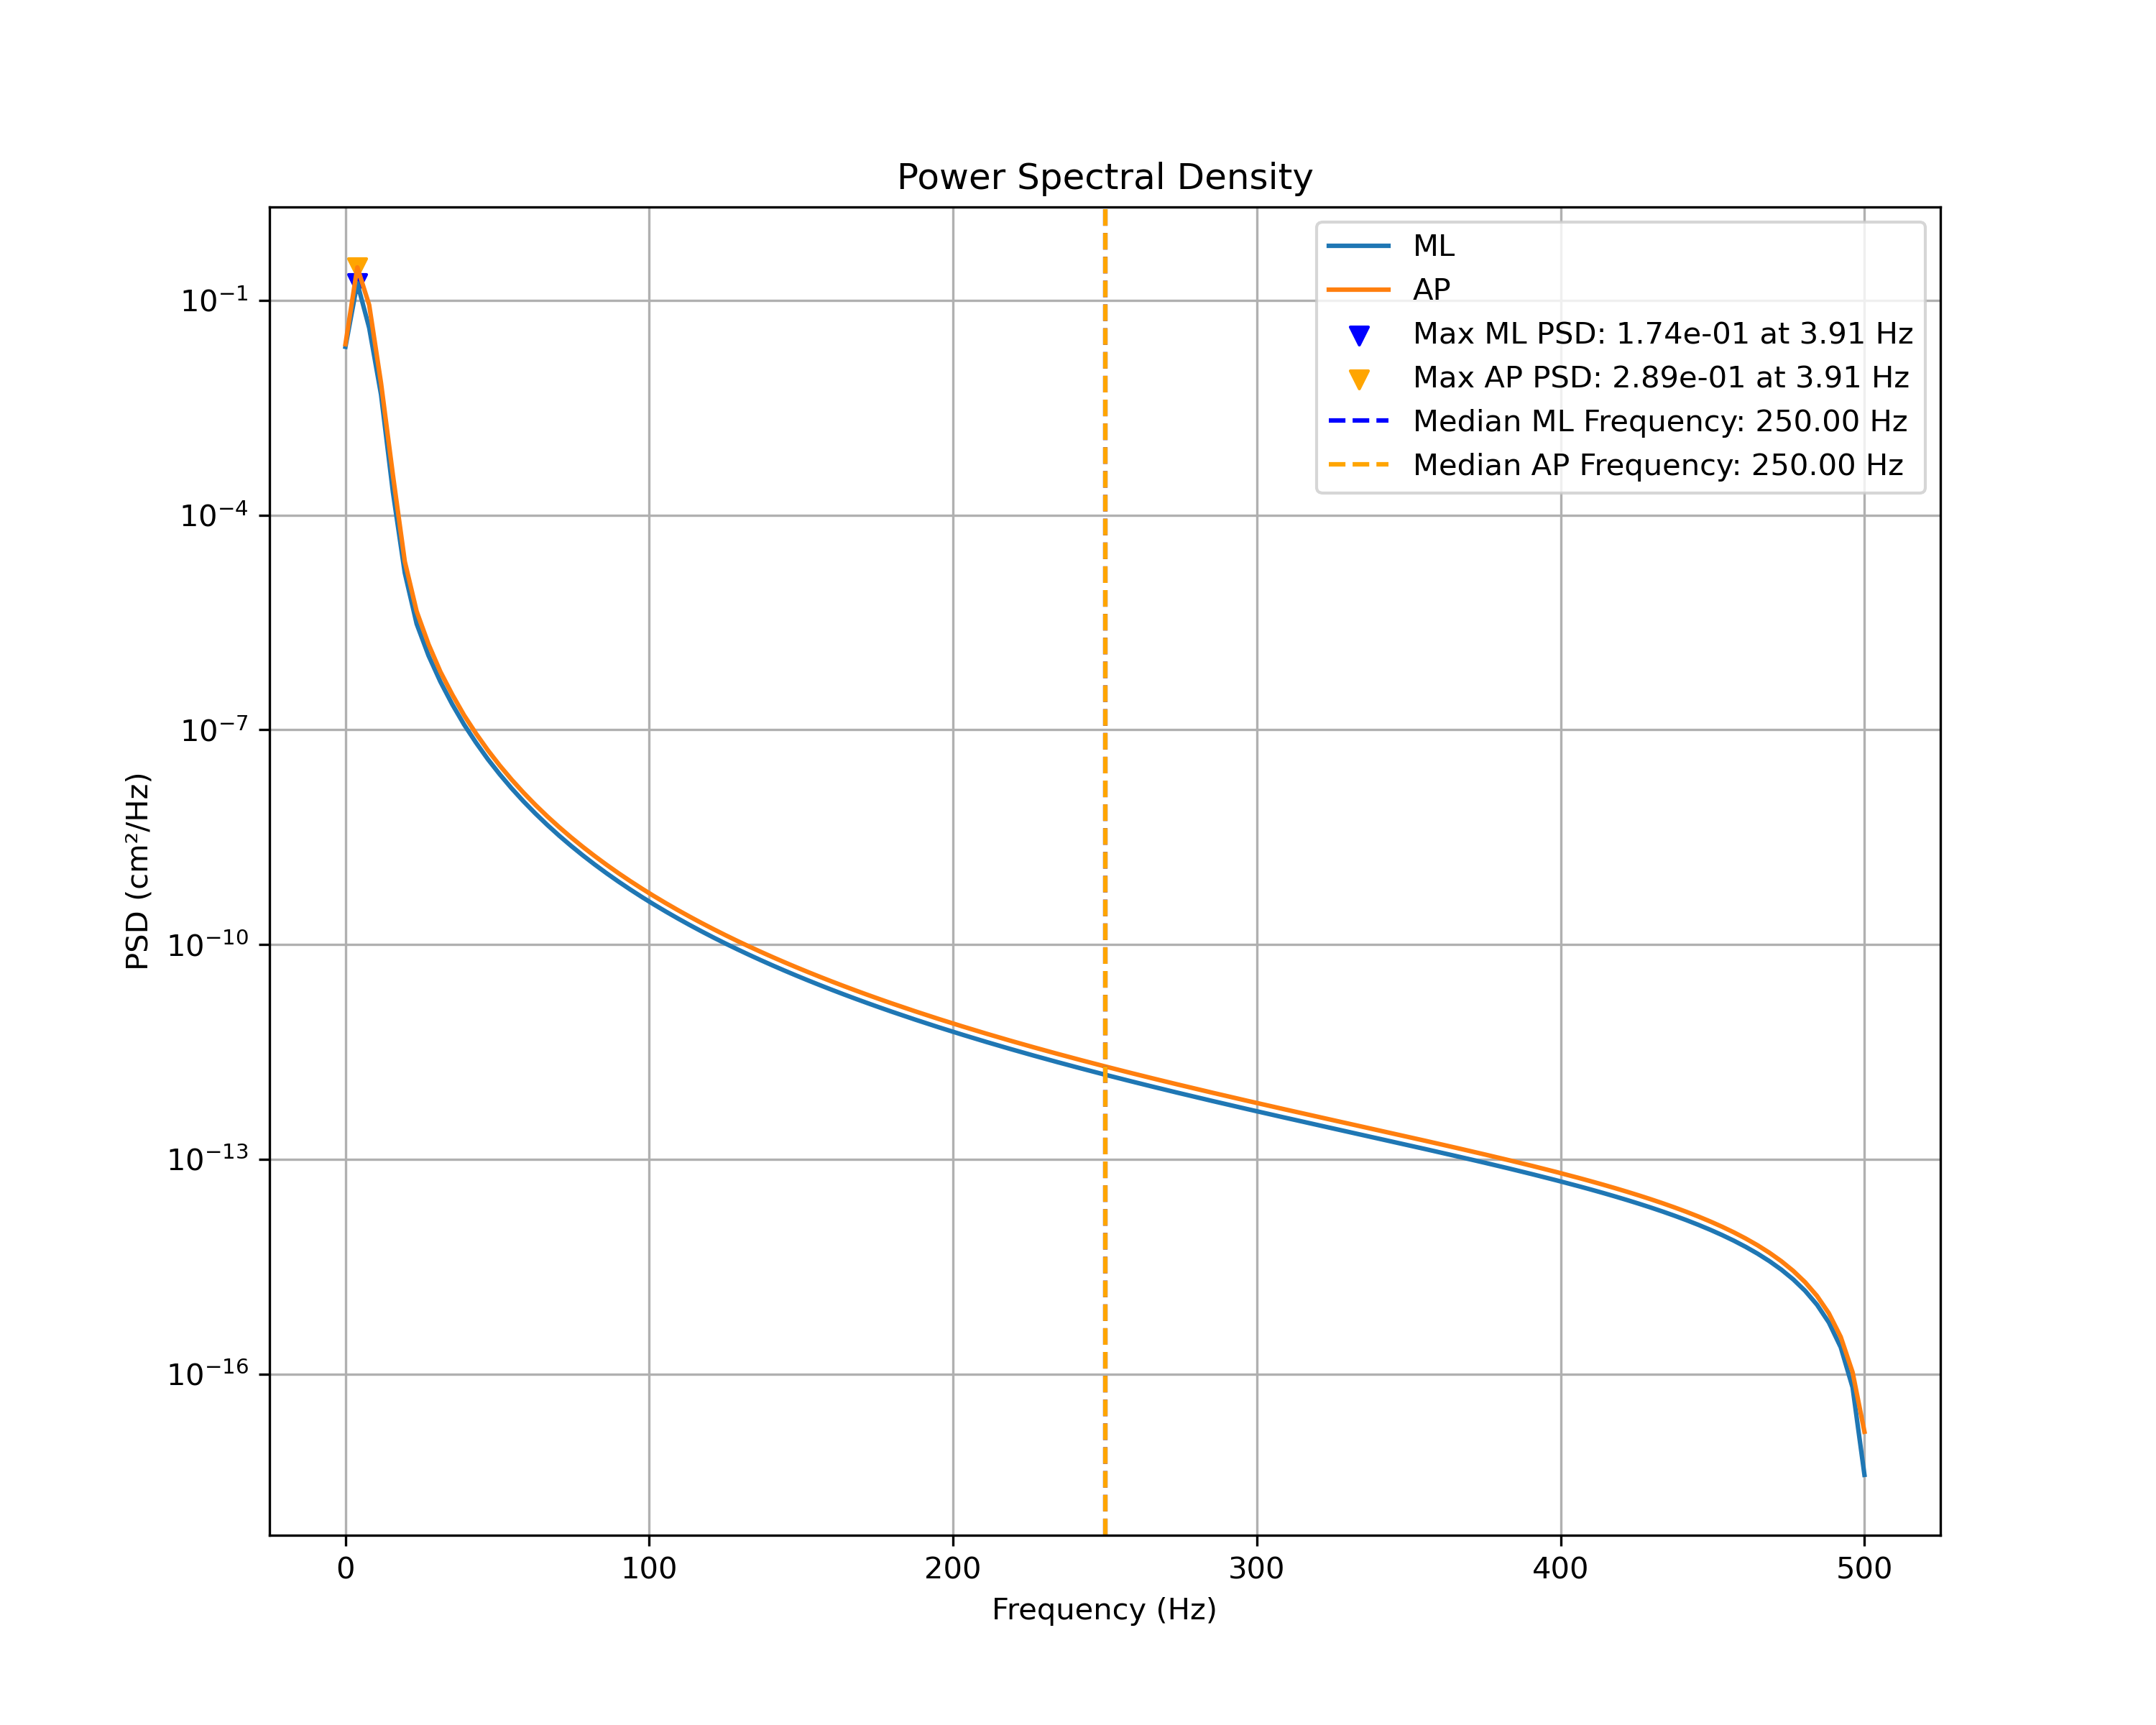 Power Spectral Density
ML
AP
Max ML PSD: 1.74e-01 at 3.91 Hz
Max AP PSD: 2.89e-01 at 3.91 Hz
Median ML Frequency: 250.00 Hz
Median AP Frequency: 250.00 Hz
PSD (cm²/Hz)
10⁻¹
10⁻⁴
10⁻⁷
10⁻¹⁰
10⁻¹³
10⁻¹⁶
0 100 200 300 400 500
Frequency (Hz)